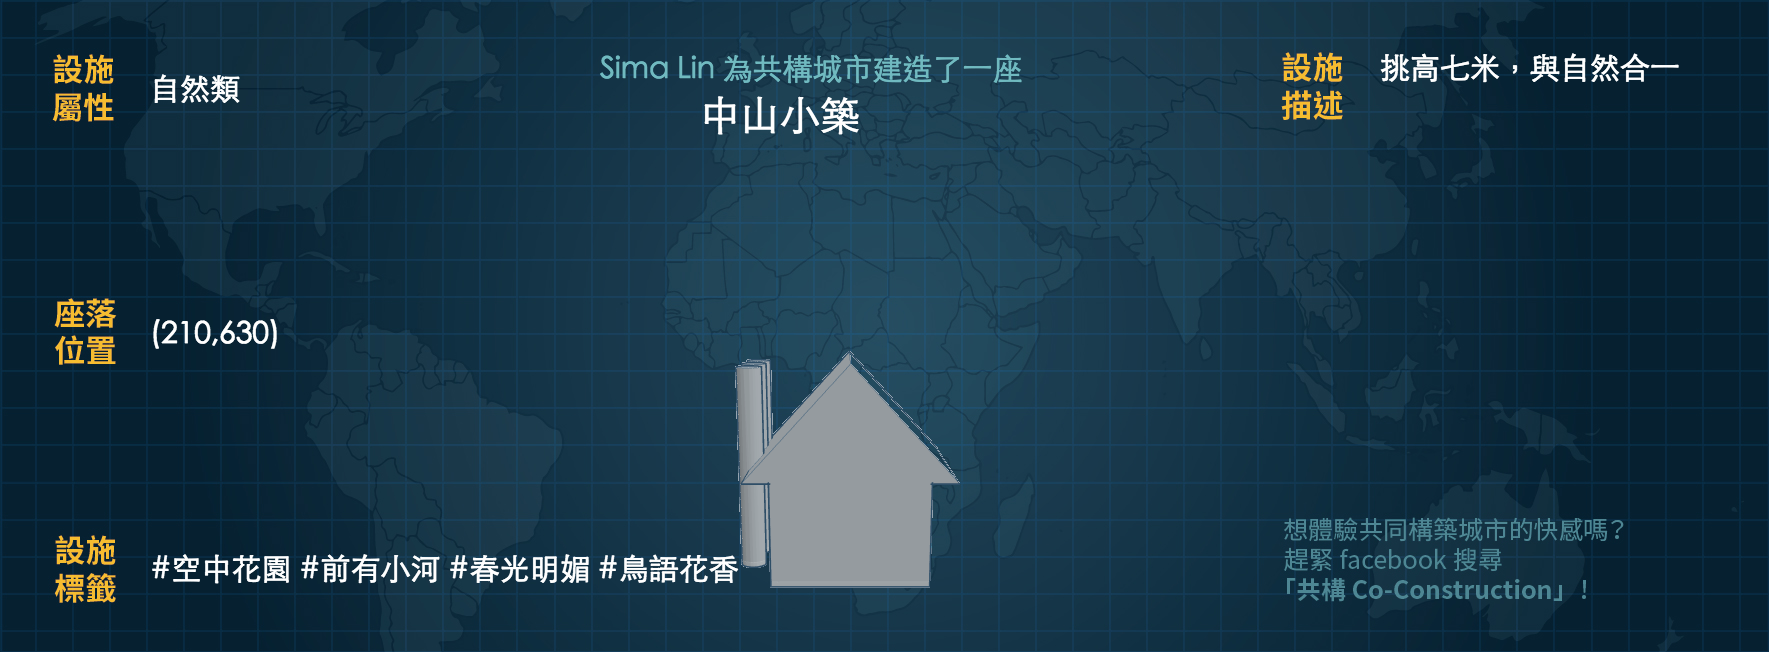 設施
屬性
自然類
Sima Lin 為共構城市建造了一座
中山小築
設施
描述
挑高七米，與自然合一
座落
位置
(210,630)
設施
標籤
#空中花園 #前有小河 #春光明媚 #鳥語花香
想體驗共同構築城市的快感嗎？
趕緊 facebook 搜尋
「共構 Co-Construction」！